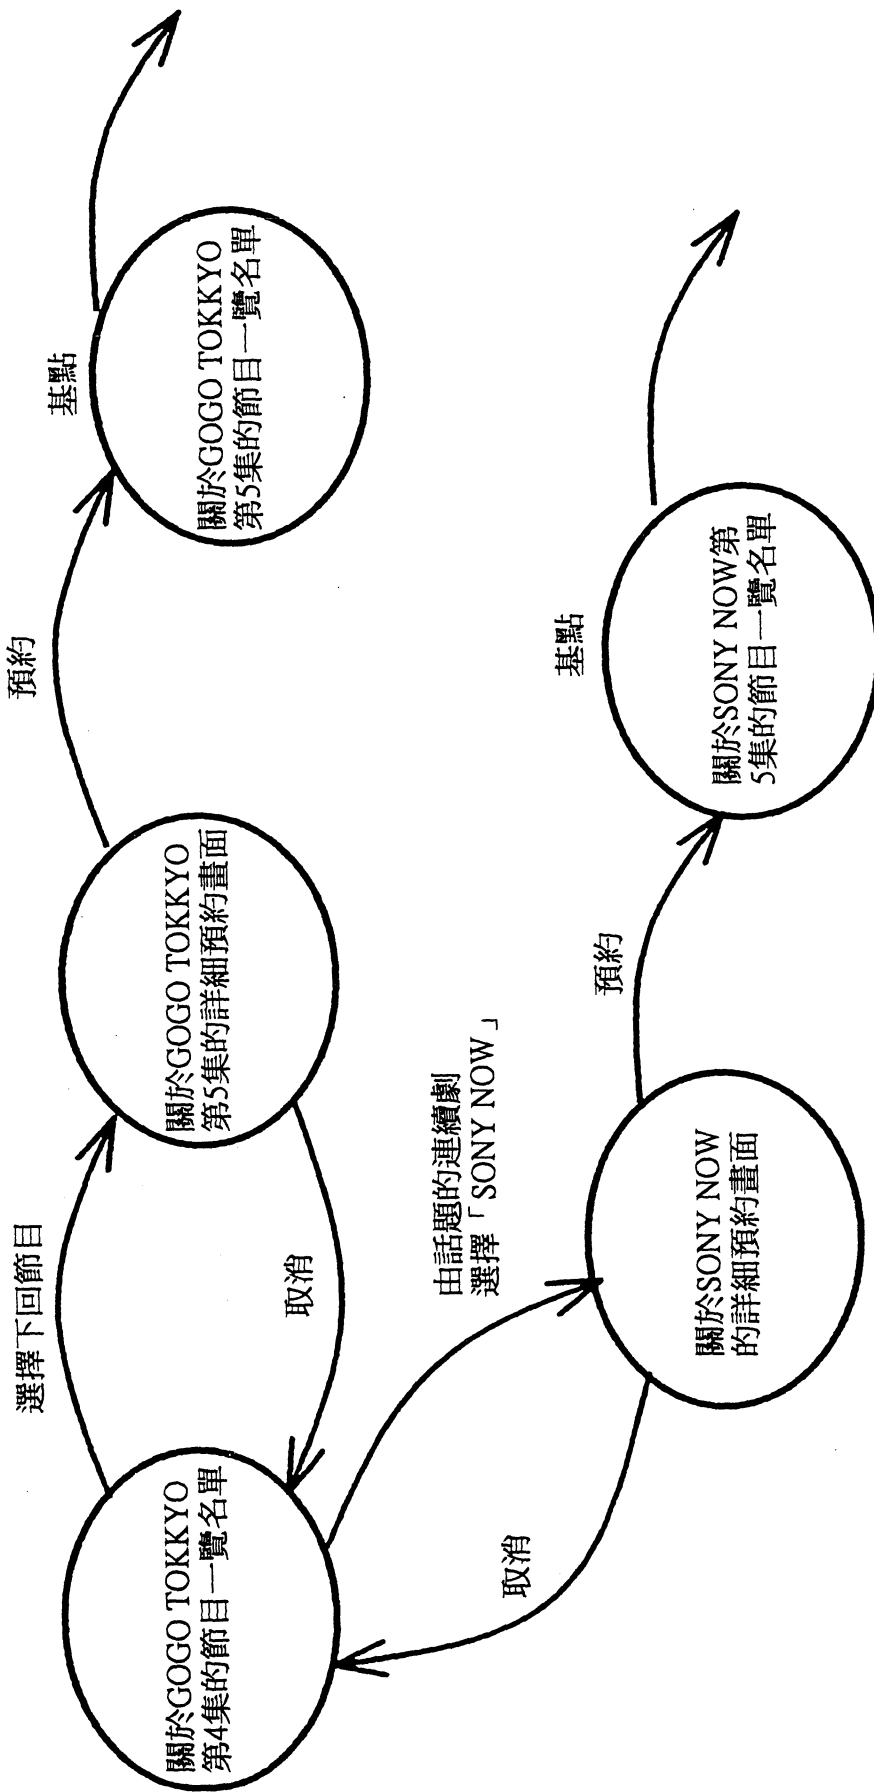 關於GOGO TOKKYO
第4集的節目一覽名單
選擇下回節目
取消
關於GOGO TOKKYO
第5集的詳細預約畫面
預約
基點
關於GOGO TOKKYO
第5集的節目一覽名單
由話題的連續劇
選擇「SONY NOW」
取消
關於SONY NOW
的詳細預約畫面
預約
基點
關於SONY NOW第
5集的節目一覽名單